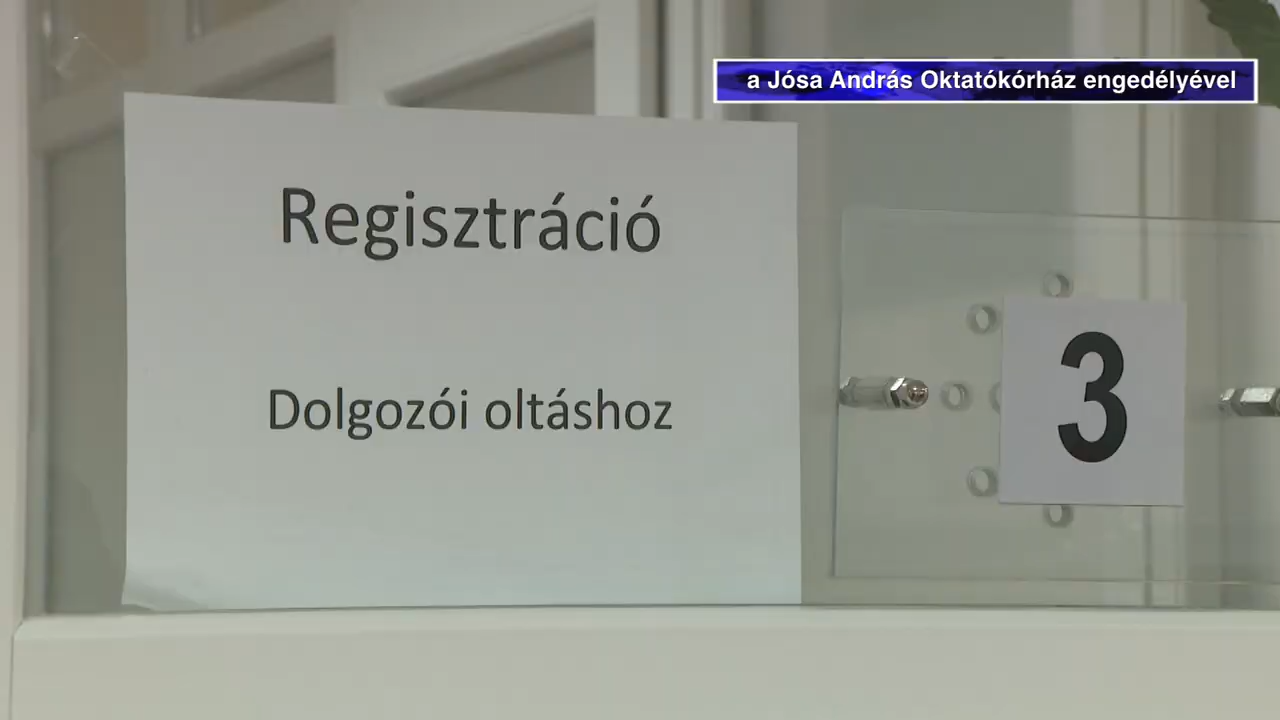 a Jósa András Oktatókórház engedélyével
Regisztráció
Dolgozói oltáshoz
3